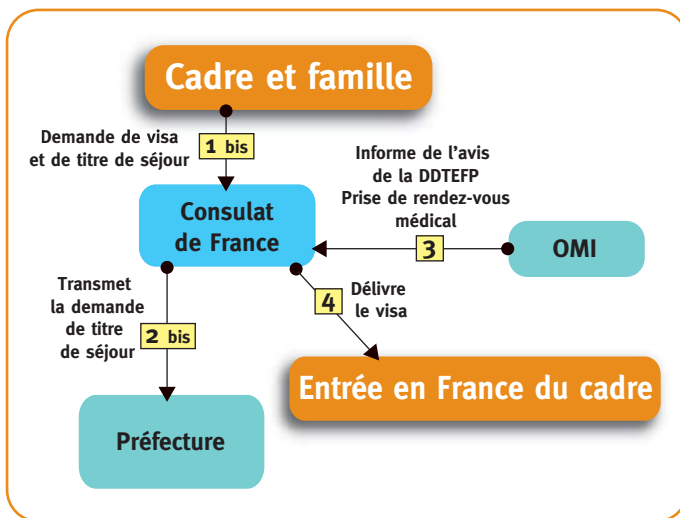 Cadre et famille
Demande de visa
et de titre de séjour
1 bis
Informe de l’avis
de la DDTEFP
Prise de rendez-vous
médical
Consulat
de France
3
OMI
Transmet
la demande
de titre
de séjour
2 bis
4
Délivre
le visa
Entrée en France du cadre
Préfecture